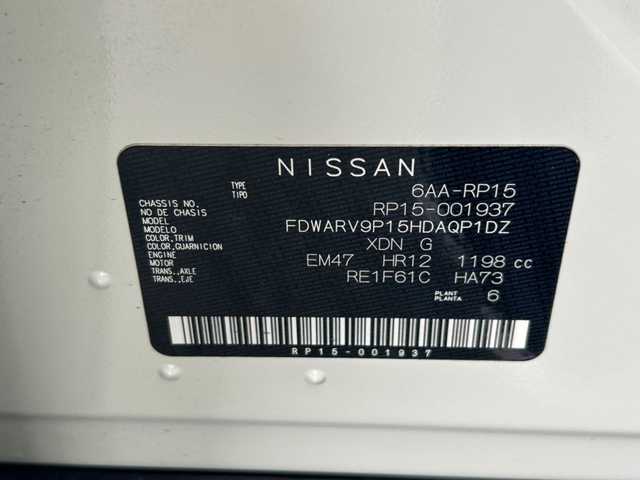 NISSAN
TYPE 6AA-RP15
TIPO
CHASSIS NO. RP15-001937
NO DE CHASSIS
MODEL FDWARV9P15HDAQP1DZ
MODELO
COLOR,TRIM XDN G
COLOR,GUARNICION
ENGINE EM47 HR12 1198 cc
MOTOR
TRANS.,AXLE RE1F61C HA73
TRANS.,EJE
PLANT 6
PLANTA
RP15-001937